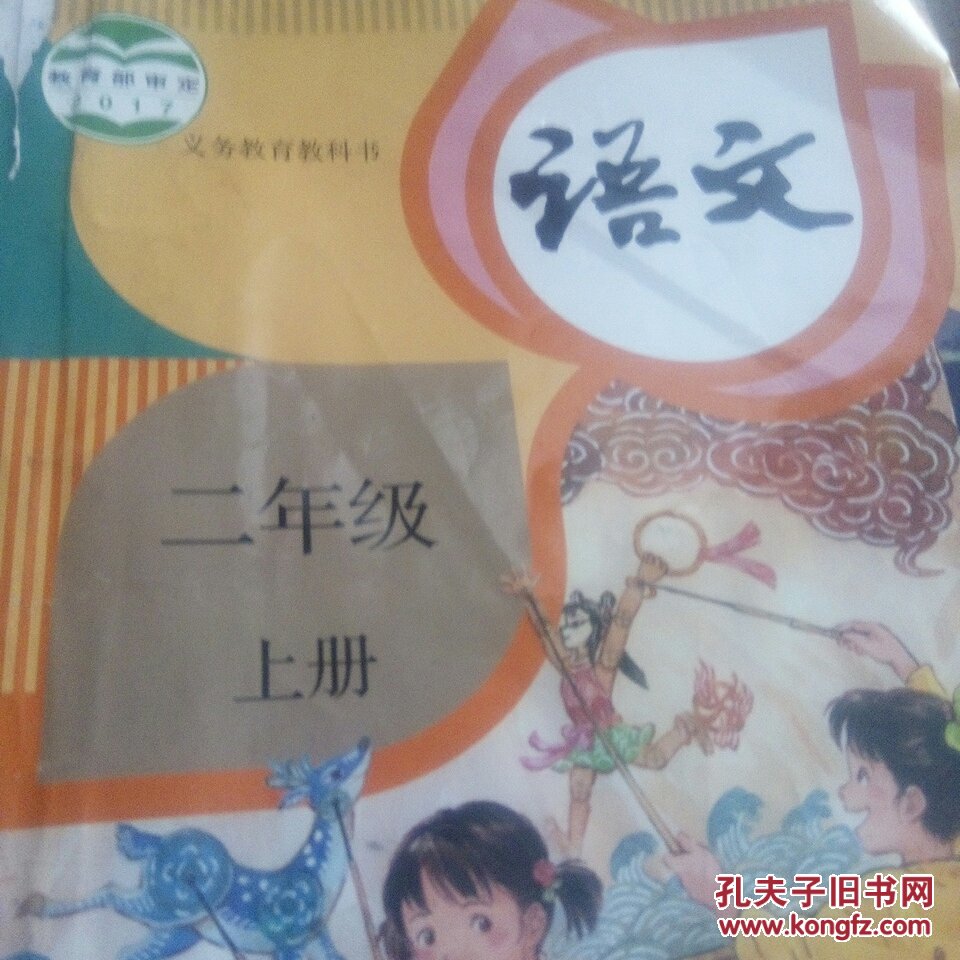 教育部审定
2017
义务教育教科书
语文
二年级
上册
孔夫子旧书网
www.kongfz.com